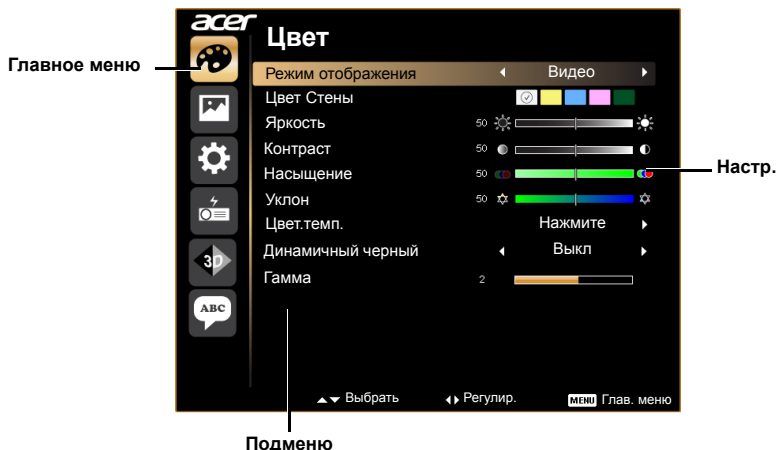 acer
Цвет
Главное меню
Режим отображения Видео
Цвет Стены
Яркость 50
Контраст 50
Насыщение 50
Настр.
Уклон 50
Цвет.темп. Нажмите
Динамичный черный Выкл
3D
Гамма 2
ABC
Выбрать Регулир. MENU Глав. меню
Подменю